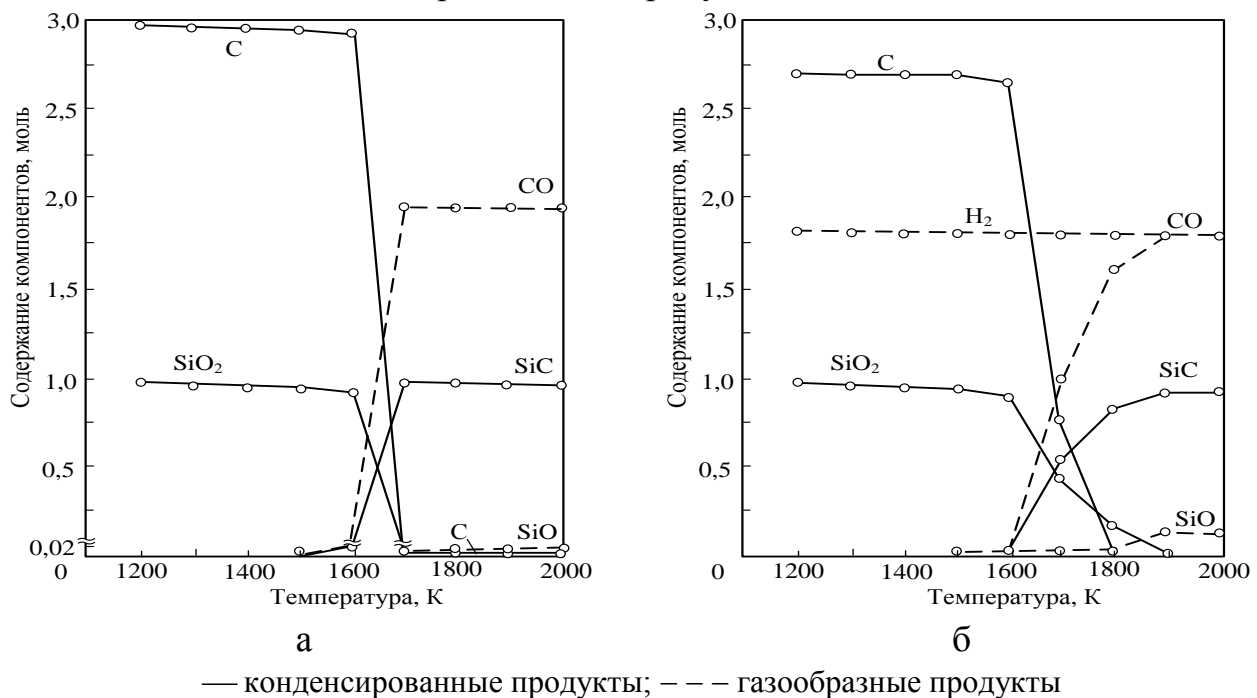 3,0
C
2,5
2,0
CO
1,5
SiO₂
SiC
1,0
0,5
C
SiO
0,02
0
1200
1400
1600
1800
2000
Температура, К
Содержание компонентов, моль
а
3,0
C
2,5
2,0
H₂
CO
1,5
SiO₂
SiC
1,0
0,5
SiO
0
1200
1400
1600
1800
2000
Температура, К
Содержание компонентов, моль
б
— конденсированные продукты; – – – газообразные продукты